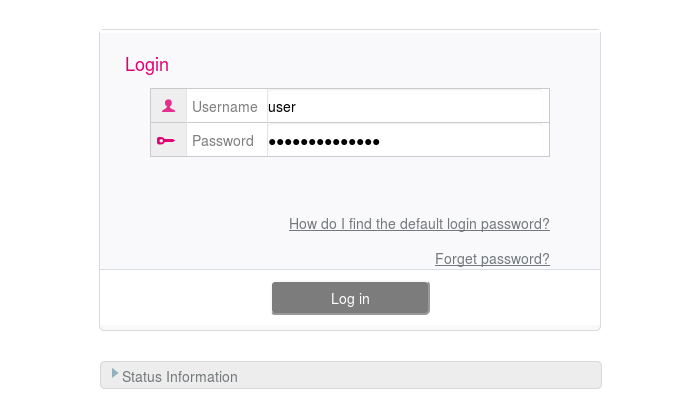 Login
Username user
Password ●●●●●●●●●●●●●●
How do I find the default login password?
Forget password?
Log in
Status Information